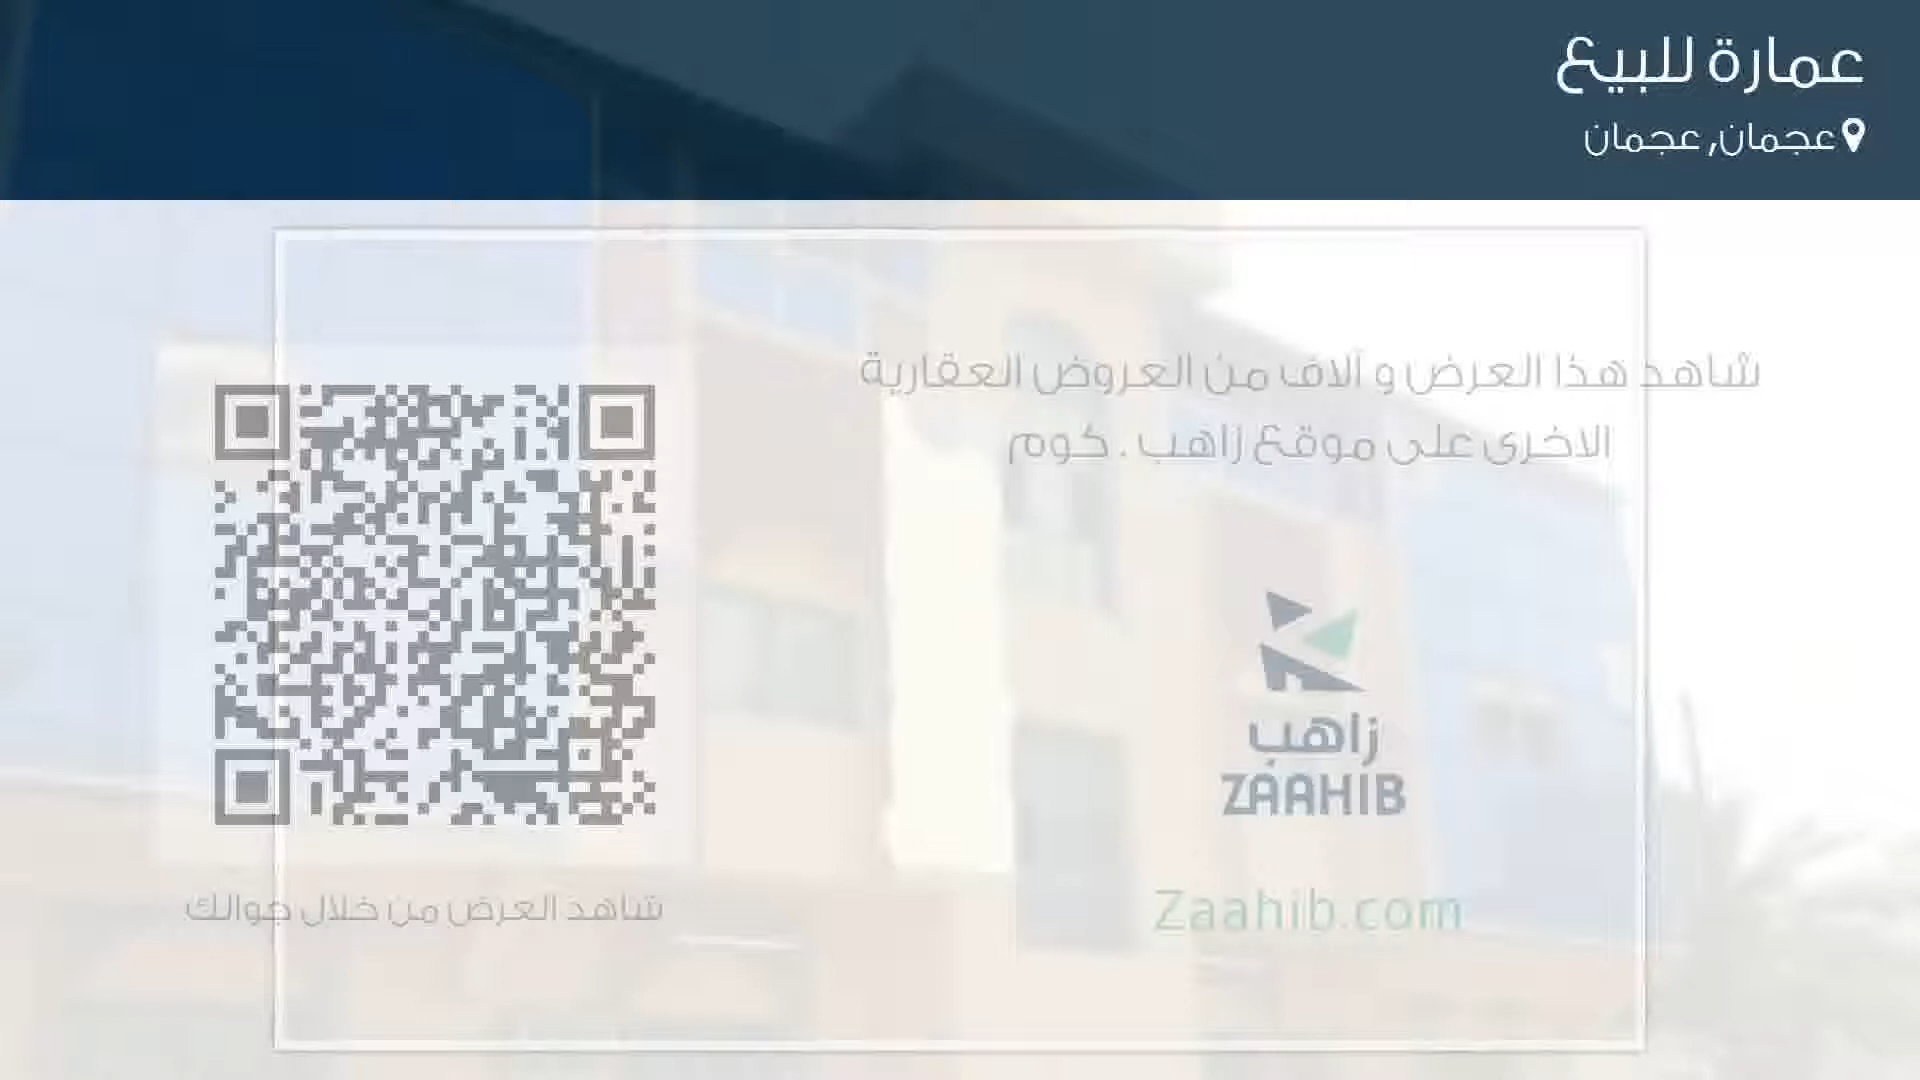 عمارة للبيع
عجمان, عجمان
شاهد هذا العرض و آلاف من العروض العقارية
الاخرى على موقع زاهب . كوم
زاهب
ZAAHIB
Zaahib.com
شاهد العرض من خلال جوالك